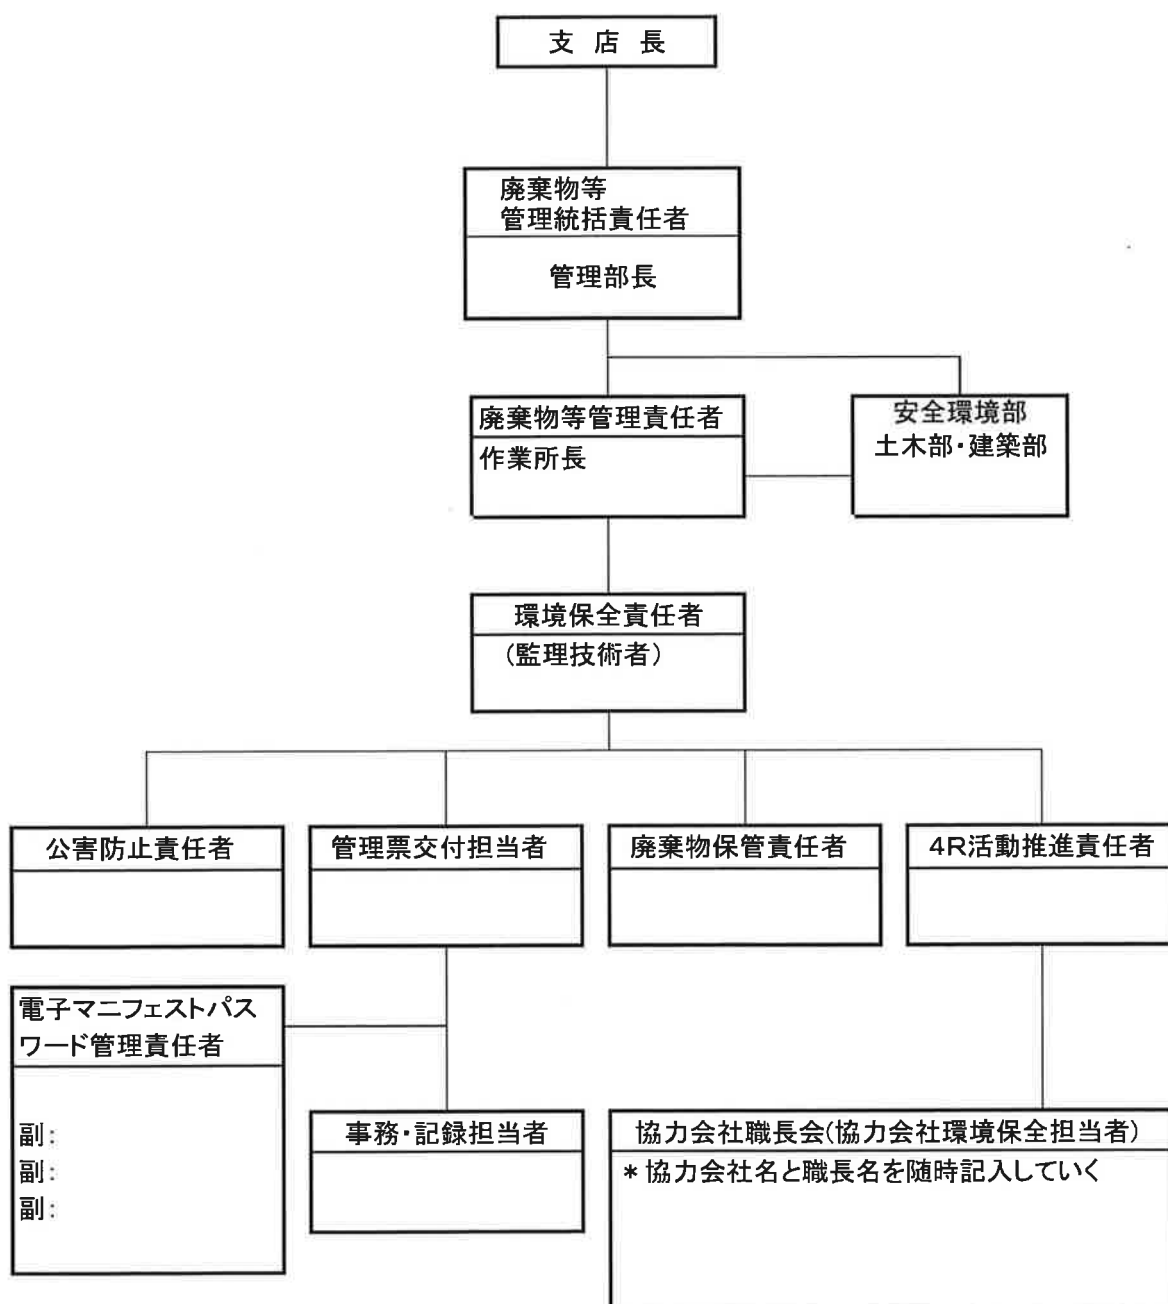 支店長
廃棄物等
管理統括責任者
管理部長
廃棄物等管理責任者
作業所長
安全環境部
土木部・建築部
環境保全責任者
(監理技術者)
公害防止責任者
管理票交付担当者
廃棄物保管責任者
4R活動推進責任者
電子マニフェストパス
ワード管理責任者
副:
副:
副:
事務・記録担当者
協力会社職長会(協力会社環境保全担当者)
*協力会社名と職長名を随時記入していく